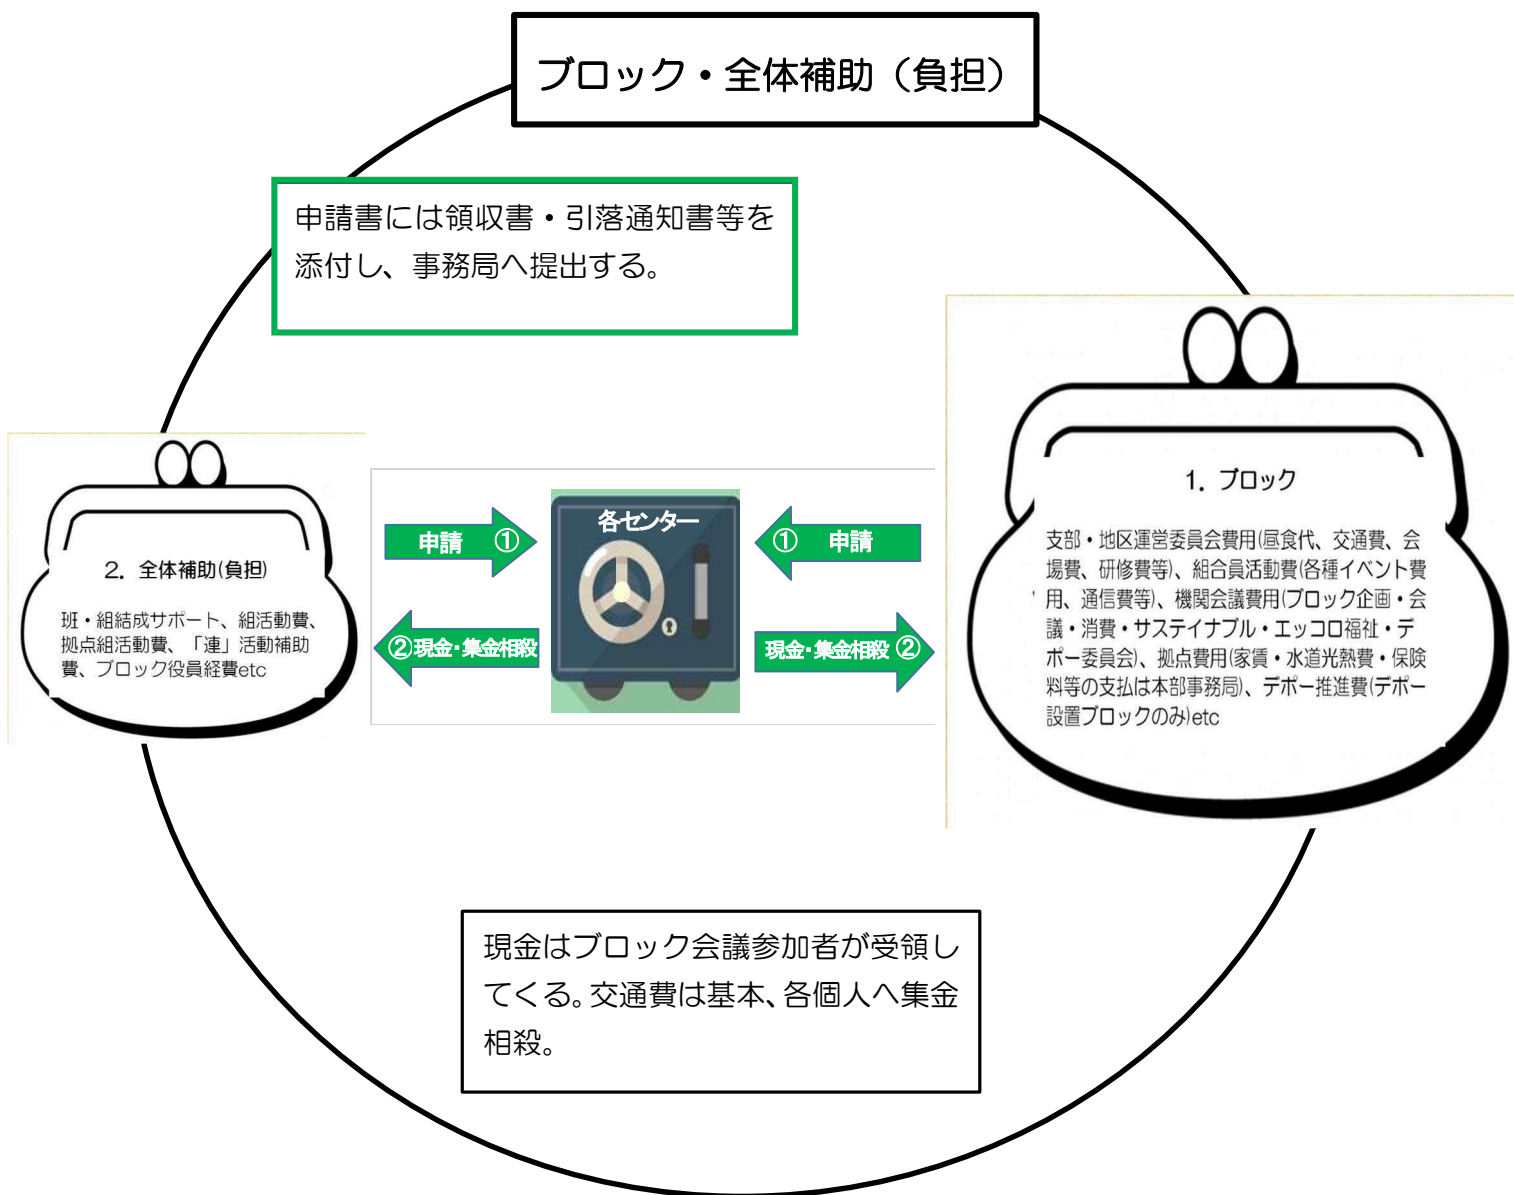 ブロック・全体補助（負担）
申請書には領収書・引落通知書等を
添付し、事務局へ提出する。
2．全体補助(負担)
班・組結成サポート、組活動費、
拠点組活動費、「連」活動補助
費、ブロック役員経費etc
申請 ①
②現金・集金相殺
各センター
① 申請
現金・集金相殺 ②
1．ブロック
支部・地区運営委員会費用(昼食代、交通費、会
場費、研修費等)、組合員活動費(各種イベント費
用、通信費等)、機関会議費用(ブロック企画・会
議・消費・サステイナブル・エッコロ福祉・デ
ポー委員会)、拠点費用(家賃・水道光熱費・保険
料等の支払は本部事務局)、デポー推進費(デポー
設置ブロックのみ)etc
現金はブロック会議参加者が受領し
てくる。交通費は基本、各個人へ集金
相殺。